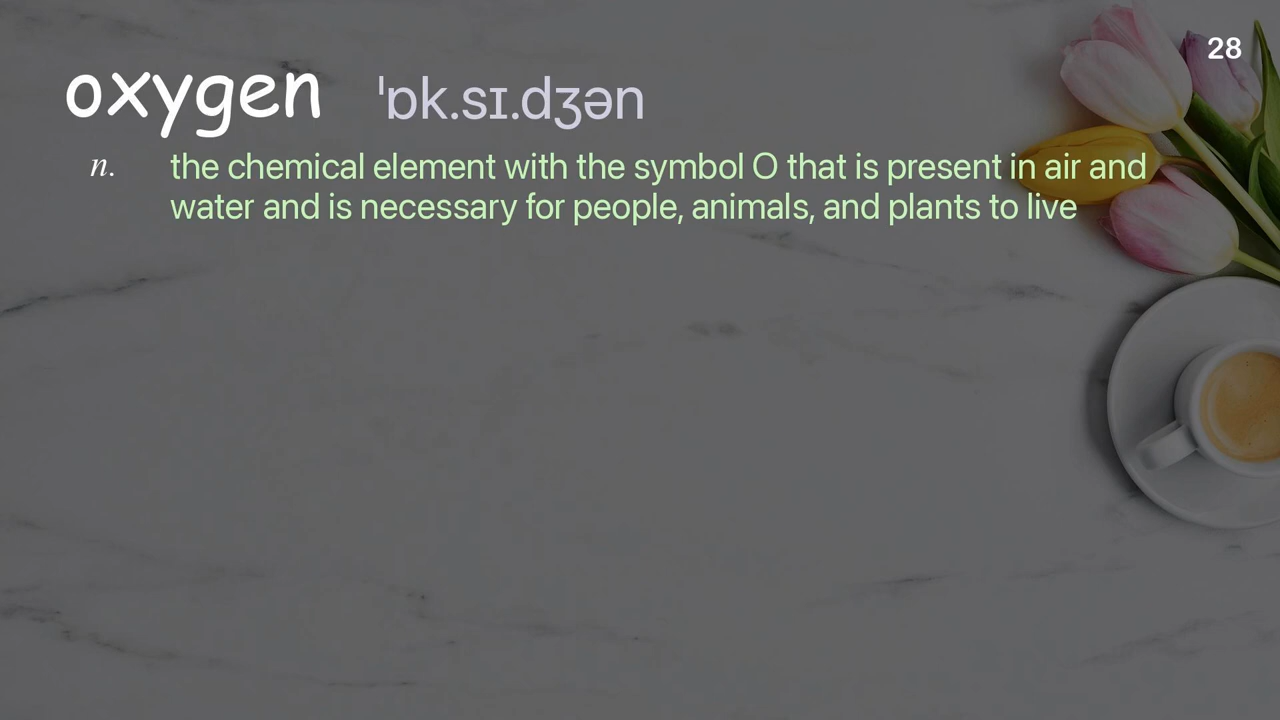 28
oxygen ˈɒk.sɪ.dʒən
n. the chemical element with the symbol O that is present in air and
water and is necessary for people, animals, and plants to live